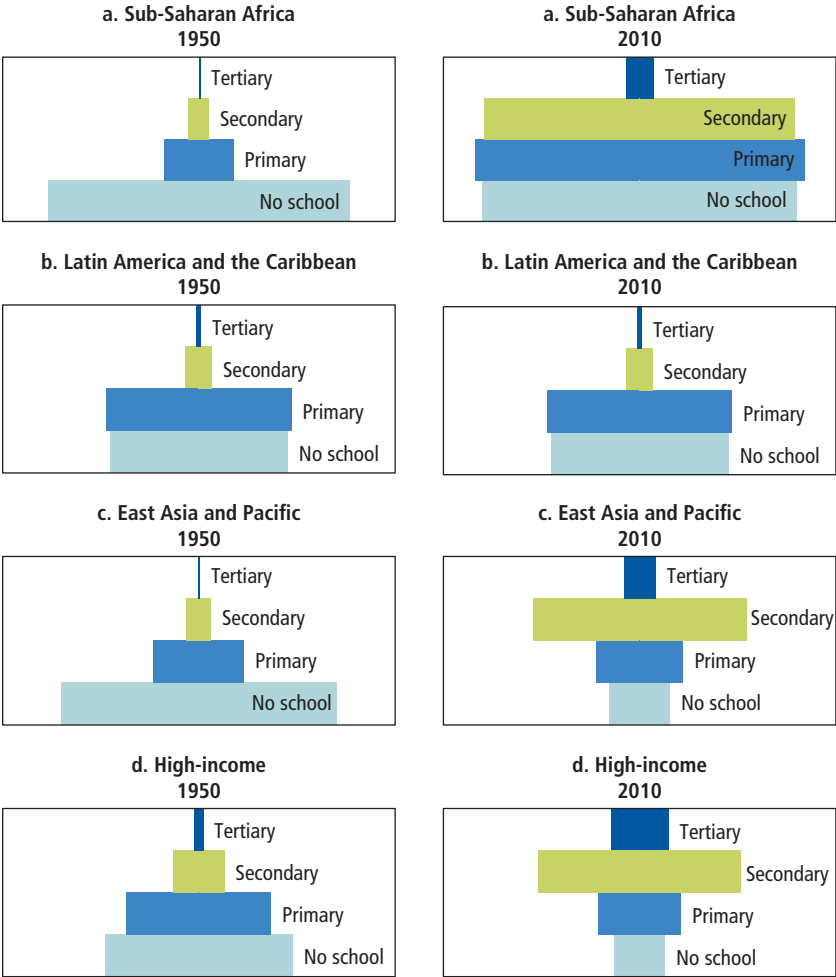 a. Sub-Saharan Africa
1950
Tertiary
Secondary
Primary
No school
a. Sub-Saharan Africa
2010
Tertiary
Secondary
Primary
No school
b. Latin America and the Caribbean
1950
Tertiary
Secondary
Primary
No school
b. Latin America and the Caribbean
2010
Tertiary
Secondary
Primary
No school
c. East Asia and Pacific
1950
Tertiary
Secondary
Primary
No school
c. East Asia and Pacific
2010
Tertiary
Secondary
Primary
No school
d. High-income
1950
Tertiary
Secondary
Primary
No school
d. High-income
2010
Tertiary
Secondary
Primary
No school